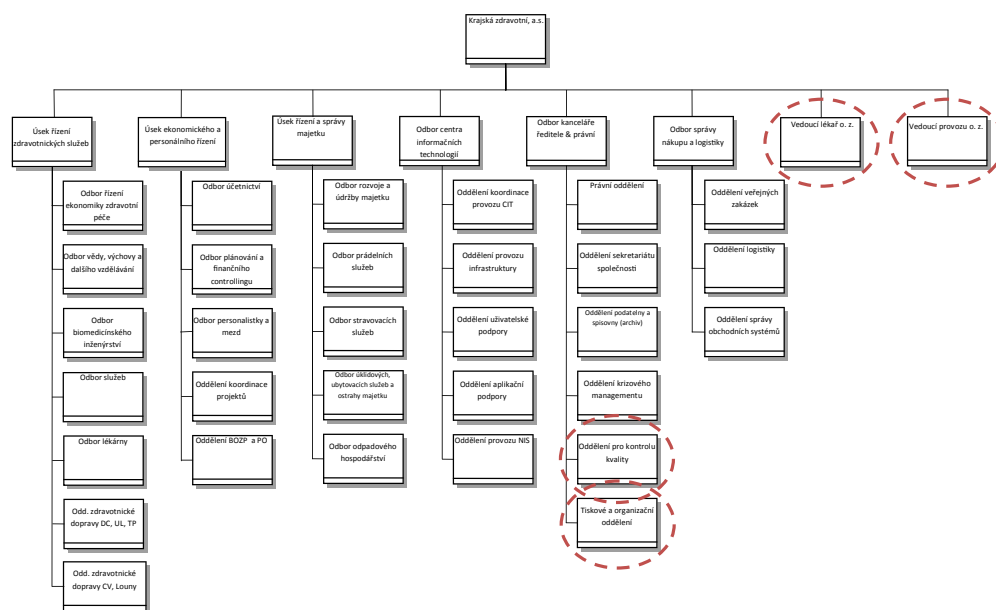 Krajská zdravotní, a.s.
Úsek řízení
zdravotnických služeb
Úsek ekonomického a
personálního řízení
Úsek řízení a správy
majetku
Odbor centra
informačních
technologií
Odbor kanceláře
ředitele & právní
Odbor správy
nákupu a logistiky
Vedoucí lékař o. z.
Vedoucí provozu o. z.
Odbor řízení
ekonomiky zdravotní
péče
Odbor vědy, výchovy a
dalšího vzdělávání
Odbor
biomedicínského
inženýrství
Odbor služeb
Odbor lékárny
Odd. zdravotnické
dopravy DC, UL, TP
Odd. zdravotnické
dopravy CV, Louny
Odbor účetnictví
Odbor plánování a
finančního
controllingu
Odbor personalistky a
mezd
Oddělení koordinace
projektů
Oddělení BOZP a PO
Odbor rozvoje a
údržby majetku
Odbor prádelních
služeb
Odbor stravovacích
služeb
Odbor úklidových,
ubytovacích služeb a
ostrahy majetku
Odbor odpadového
hospodářství
Oddělení koordinace
provozu CIT
Oddělení provozu
infrastruktury
Oddělení uživatelské
podpory
Oddělení aplikační
podpory
Oddělení provozu NIS
Právní oddělení
Oddělení sekretariátu
společnosti
Oddělení podatelny a
spisovny (archiv)
Oddělení krizového
managementu
Oddělení pro kontrolu
kvality
Tiskové a organizační
oddělení
Oddělení veřejných
zakázek
Oddělení logistiky
Oddělení správy
obchodních systémů